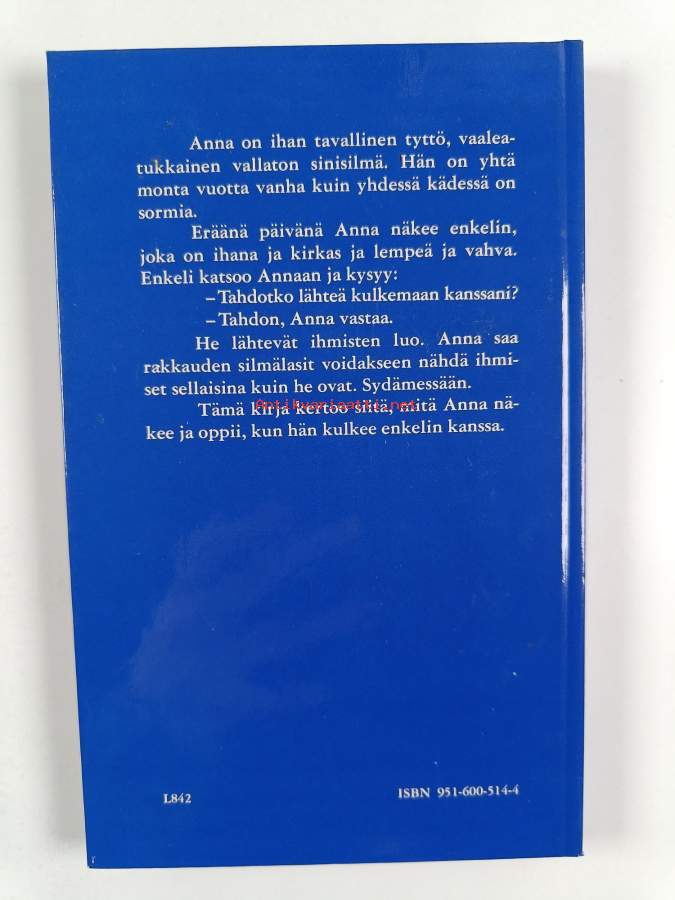 Anna on ihan tavallinen tyttö, vaalea-
tukkainen vallaton sinisilmä. Hän on yhtä
monta vuotta vanha kuin yhdessä kädessä on
sormia.
Eräänä päivänä Anna näkee enkelin,
joka on ihana ja kirkas ja lempeä ja vahva.
Enkeli katsoo Annaan ja kysyy:
–Tahdotko lähteä kulkemaan kanssani?
–Tahdon, Anna vastaa.
He lähtevät ihmisten luo. Anna saa
rakkauden silmälasit voidakseen nähdä ihmi-
set sellaisina kuin he ovat. Sydämessään.
Tämä kirja kertoo siitä, mitä Anna nä-
Antikvariaatti.net
kee ja oppii, kun hän kulkee enkelin kanssa.
L842
ISBN 951-600-514-4